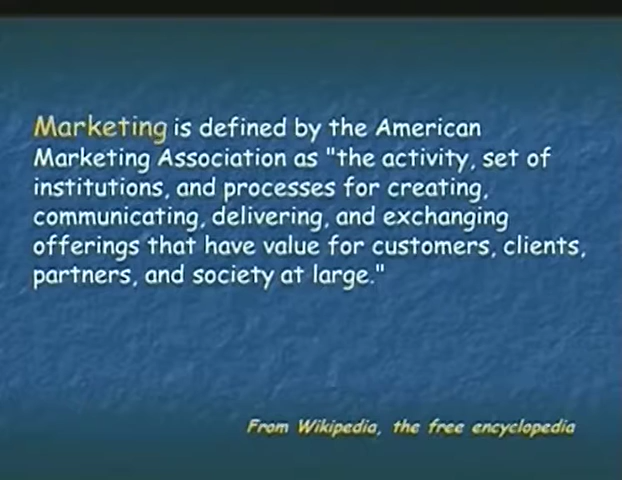 Marketing is defined by the American
Marketing Association as "the activity, set of
institutions, and processes for creating,
communicating, delivering, and exchanging
offerings that have value for customers, clients,
partners, and society at large."
From Wikipedia, the free encyclopedia